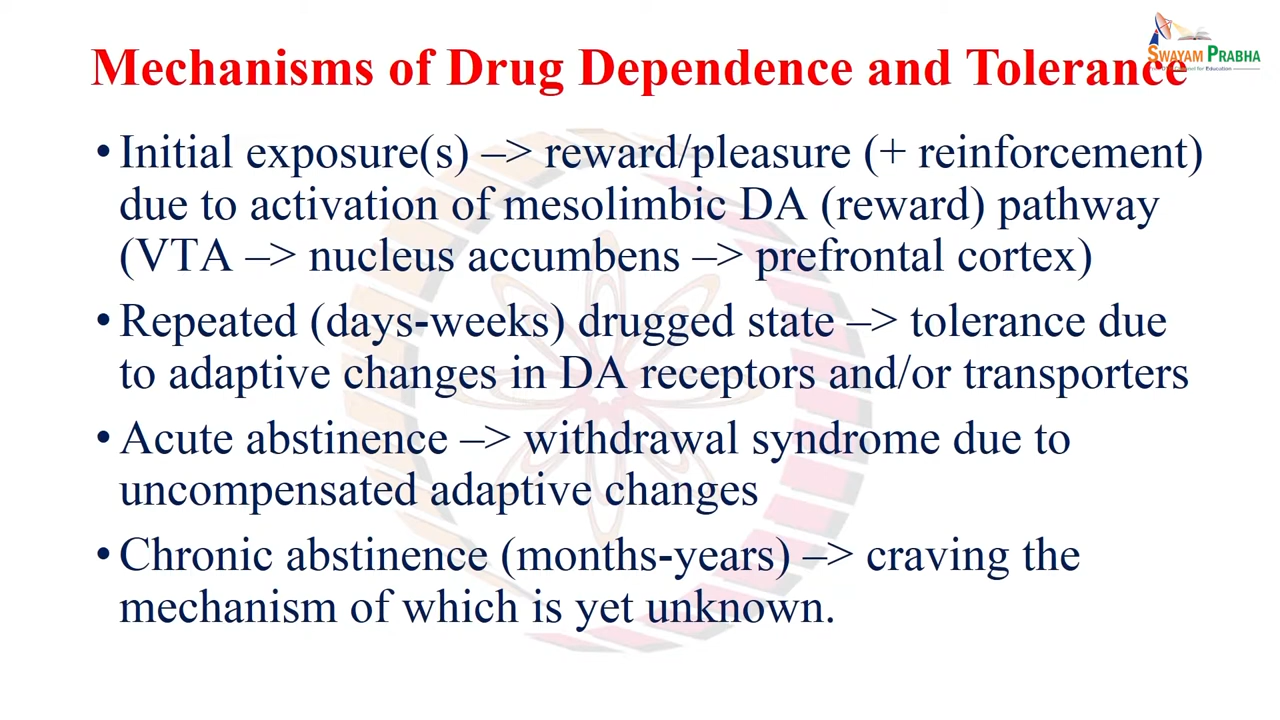 SWAYAM PRABHA
Mechanisms of Drug Dependence and Tolerance
• Initial exposure(s) –> reward/pleasure (+ reinforcement)
due to activation of mesolimbic DA (reward) pathway
(VTA –> nucleus accumbens –> prefrontal cortex)
• Repeated (days-weeks) drugged state –> tolerance due
to adaptive changes in DA receptors and/or transporters
• Acute abstinence –> withdrawal syndrome due to
uncompensated adaptive changes
• Chronic abstinence (months-years) –> craving the
mechanism of which is yet unknown.